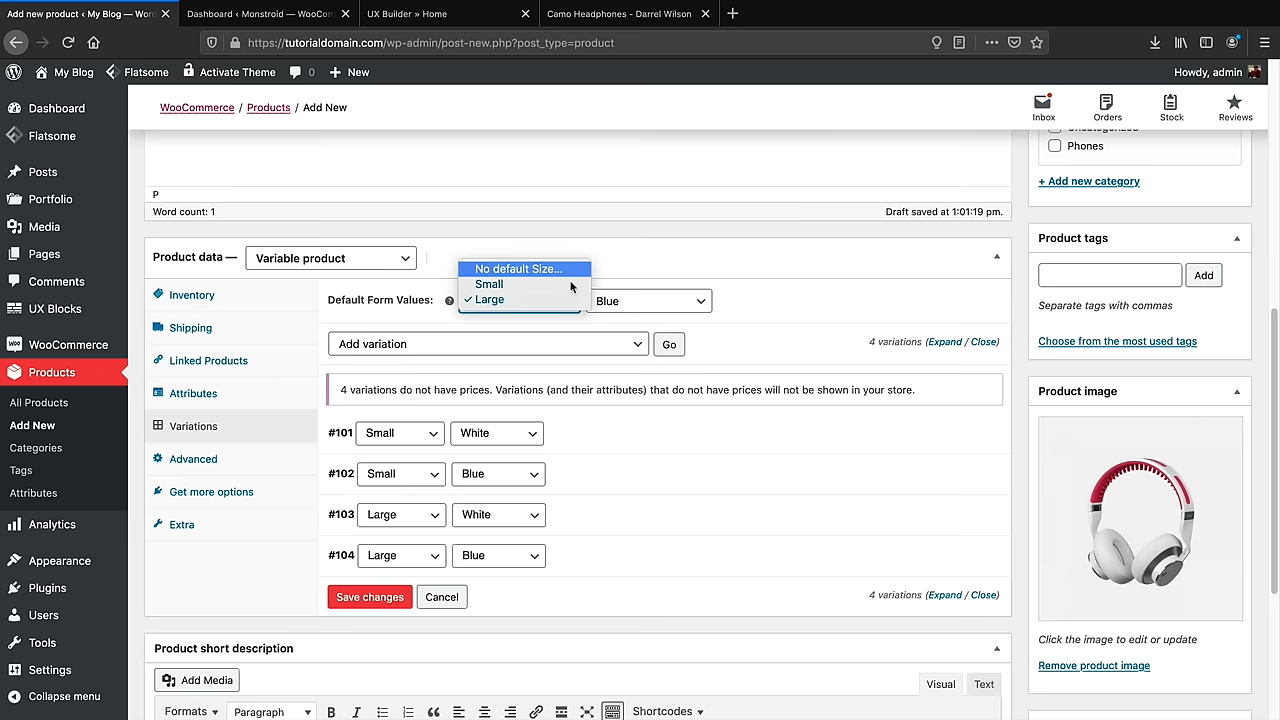 Add new product ‹ My Blog — Wor
Dashboard ‹ Monstroid — WooCom
UX Builder » Home
Camo Headphones - Darrel Wilson
https://tutorialdomain.com/wp-admin/post-new.php?post_type=product
My Blog
Flatsome
Activate Theme
0
New
Howdy, admin
Dashboard
Flatsome
Posts
Portfolio
Media
Pages
Comments
UX Blocks
WooCommerce
Products
All Products
Add New
Categories
Tags
Attributes
Analytics
Appearance
Plugins
Users
Tools
Settings
Collapse menu
WooCommerce / Products / Add New
Inbox
Orders
Stock
Reviews
P
Word count: 1
Draft saved at 1:01:19 pm.
Product data —
Variable product
Inventory
Shipping
Linked Products
Attributes
Variations
Advanced
Get more options
Extra
Default Form Values:
No default Size...
Small
Large
Blue
Add variation
Go
4 variations (Expand / Close)
4 variations do not have prices. Variations (and their attributes) that do not have prices will not be shown in your store.
#101 Small White
#102 Small Blue
#103 Large White
#104 Large Blue
Save changes
Cancel
4 variations (Expand / Close)
Product short description
Add Media
Visual
Text
Formats
Paragraph
B
I
Shortcodes
Uncategorized
Phones
+ Add new category
Product tags
Add
Separate tags with commas
Choose from the most used tags
Product image
Click the image to edit or update
Remove product image